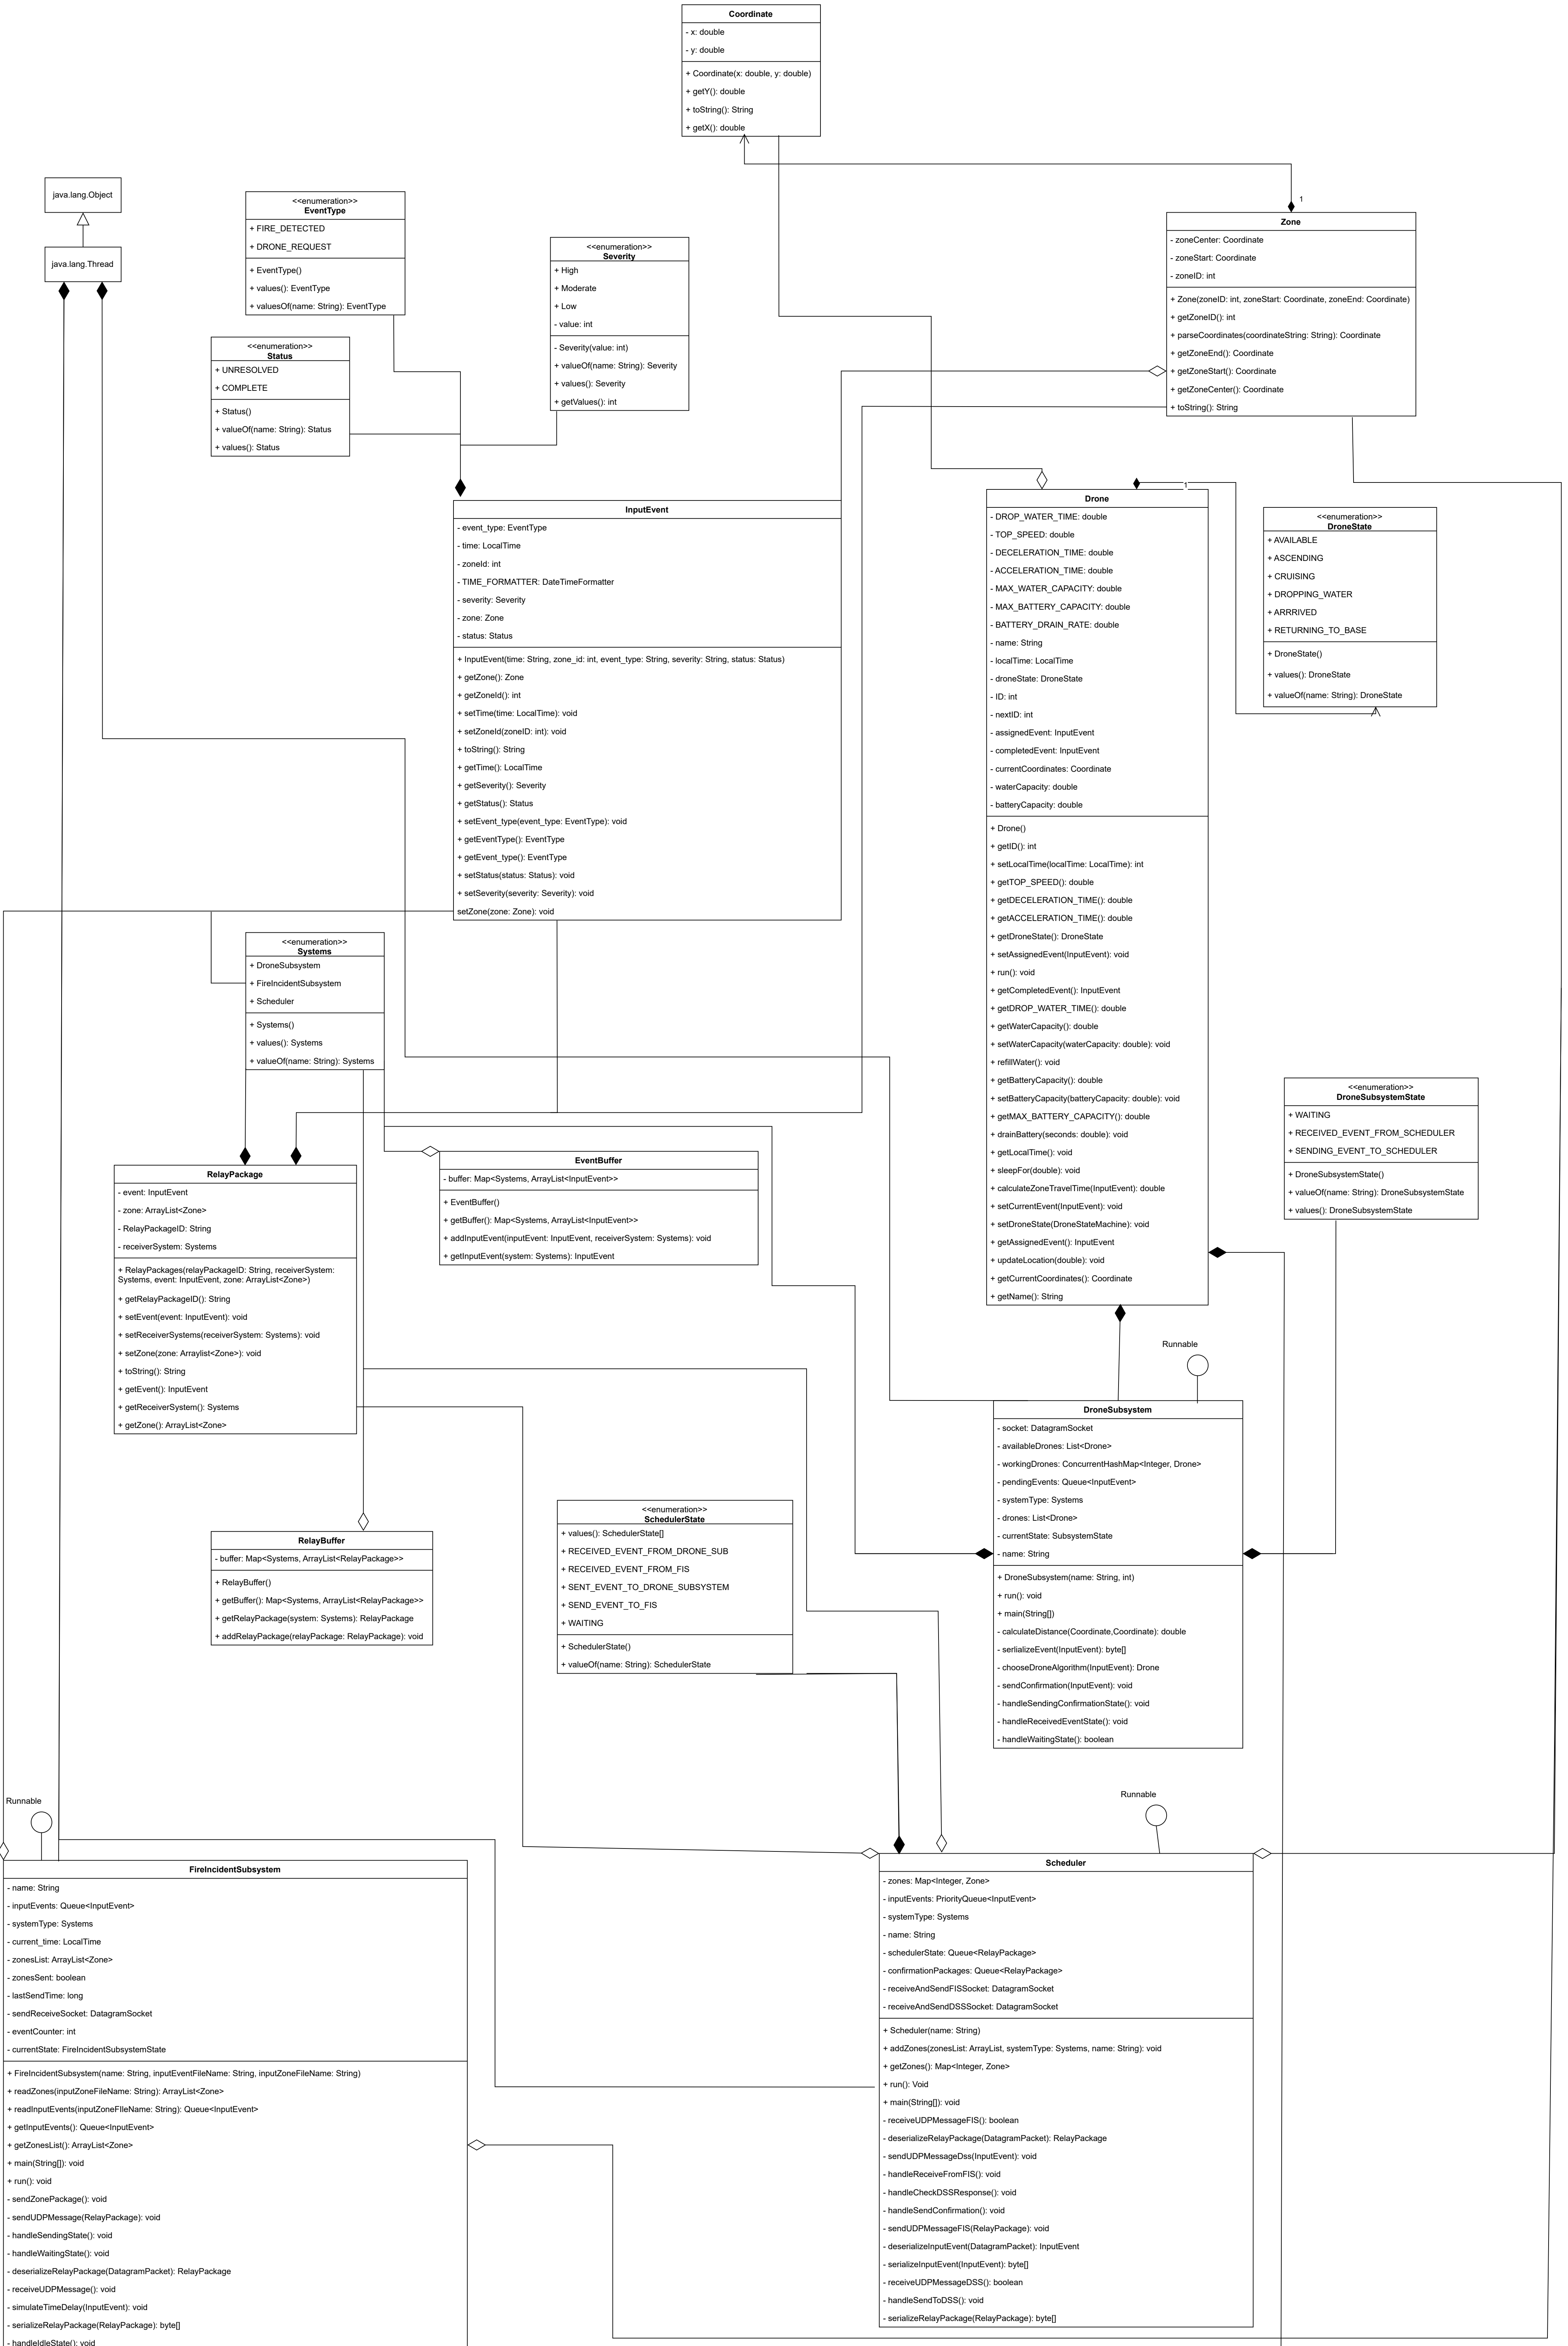 Coordinate
- x: double
- y: double
+ Coordinate(x: double, y: double)
+ getY(): double
+ toString(): String
+ getX(): double
java.lang.Object
java.lang.Thread
<<enumeration>>
EventType
+ FIRE_DETECTED
+ DRONE_REQUEST
+ EventType()
+ values(): EventType
+ valuesOf(name: String): EventType
<<enumeration>>
Severity
+ High
+ Moderate
+ Low
- value: int
- Severity(value: int)
+ valueOf(name: String): Severity
+ values(): Severity
+ getValues(): int
1
Zone
- zoneCenter: Coordinate
- zoneStart: Coordinate
- zoneID: int
+ Zone(zoneID: int, zoneStart: Coordinate, zoneEnd: Coordinate)
+ getZoneID(): int
+ parseCoordinates(coordinateString: String): Coordinate
+ getZoneEnd(): Coordinate
+ getZoneStart(): Coordinate
+ getZoneCenter(): Coordinate
+ toString(): String
<<enumeration>>
Status
+ UNRESOLVED
+ COMPLETE
+ Status()
+ valueOf(name: String): Status
+ values(): Status
InputEvent
- event_type: EventType
- time: LocalTime
- zoneId: int
- TIME_FORMATTER: DateTimeFormatter
- severity: Severity
- zone: Zone
- status: Status
+ InputEvent(time: String, zone_id: int, event_type: String, severity: String, status: Status)
+ getZone(): Zone
+ getZoneId(): int
+ setTime(time: LocalTime): void
+ setZoneId(zoneID: int): void
+ toString(): String
+ getTime(): LocalTime
+ getSeverity(): Severity
+ getStatus(): Status
+ setEvent_type(event_type: EventType): void
+ getEventType(): EventType
+ getEvent_type(): EventType
+ setStatus(status: Status): void
+ setSeverity(severity: Severity): void
setZone(zone: Zone): void
1
Drone
- DROP_WATER_TIME: double
- TOP_SPEED: double
- DECELERATION_TIME: double
- ACCELERATION_TIME: double
- MAX_WATER_CAPACITY: double
- MAX_BATTERY_CAPACITY: double
- BATTERY_DRAIN_RATE: double
- name: String
- localTime: LocalTime
- droneState: DroneState
- ID: int
- nextID: int
- assignedEvent: InputEvent
- completedEvent: InputEvent
- currentCoordinates: Coordinate
- waterCapacity: double
- batteryCapacity: double
+ Drone()
+ getID(): int
+ setLocalTime(localTime: LocalTime): int
+ getTOP_SPEED(): double
+ getDECELERATION_TIME(): double
+ getACCELERATION_TIME(): double
+ getDroneState(): DroneState
+ setAssignedEvent(InputEvent): void
+ run(): void
+ getCompletedEvent(): InputEvent
+ getDROP_WATER_TIME(): double
+ getWaterCapacity(): double
+ setWaterCapacity(waterCapacity: double): void
+ refillWater(): void
+ getBatteryCapacity(): double
+ setBatteryCapacity(batteryCapacity: double): void
+ getMAX_BATTERY_CAPACITY(): double
+ drainBattery(seconds: double): void
+ getLocalTime(): void
+ sleepFor(double): void
+ calculateZoneTravelTime(InputEvent): double
+ setCurrentEvent(InputEvent): void
+ setDroneState(DroneStateMachine): void
+ getAssignedEvent(): InputEvent
+ updateLocation(double): void
+ getCurrentCoordinates(): Coordinate
+ getName(): String
<<enumeration>>
DroneState
+ AVAILABLE
+ ASCENDING
+ CRUISING
+ DROPPING_WATER
+ ARRRIVED
+ RETURNING_TO_BASE
+ DroneState()
+ values(): DroneState
+ valueOf(name: String): DroneState
<<enumeration>>
Systems
+ DroneSubsystem
+ FireIncidentSubsystem
+ Scheduler
+ Systems()
+ values(): Systems
+ valueOf(name: String): Systems
<<enumeration>>
DroneSubsystemState
+ WAITING
+ RECEIVED_EVENT_FROM_SCHEDULER
+ SENDING_EVENT_TO_SCHEDULER
+ DroneSubsystemState()
+ valueOf(name: String): DroneSubsystemState
+ values(): DroneSubsystemState
RelayPackage
- event: InputEvent
- zone: ArrayList<Zone>
- RelayPackageID: String
- receiverSystem: Systems
+ RelayPackages(relayPackageID: String, receiverSystem:
Systems, event: InputEvent, zone: ArrayList<Zone>)
+ getRelayPackageID(): String
+ setEvent(event: InputEvent): void
+ setReceiverSystems(receiverSystem: Systems): void
+ setZone(zone: Arraylist<Zone>): void
+ toString(): String
+ getEvent(): InputEvent
+ getReceiverSystem(): Systems
+ getZone(): ArrayList<Zone>
EventBuffer
- buffer: Map<Systems, ArrayList<InputEvent>>
+ EventBuffer()
+ getBuffer(): Map<Systems, ArrayList<InputEvent>>
+ addInputEvent(inputEvent: InputEvent, receiverSystem: Systems): void
+ getInputEvent(system: Systems): InputEvent
Runnable
DroneSubsystem
- socket: DatagramSocket
- availableDrones: List<Drone>
- workingDrones: ConcurrentHashMap<Integer, Drone>
- pendingEvents: Queue<InputEvent>
- systemType: Systems
- drones: List<Drone>
- currentState: SubsystemState
- name: String
+ DroneSubsystem(name: String, int)
+ run(): void
+ main(String[])
- calculateDistance(Coordinate,Coordinate): double
- serlializeEvent(InputEvent): byte[]
- chooseDroneAlgorithm(InputEvent): Drone
- sendConfirmation(InputEvent): void
- handleSendingConfirmationState(): void
- handleReceivedEventState(): void
- handleWaitingState(): boolean
RelayBuffer
- buffer: Map<Systems, ArrayList<RelayPackage>>
+ RelayBuffer()
+ getBuffer(): Map<Systems, ArrayList<RelayPackage>>
+ getRelayPackage(system: Systems): RelayPackage
+ addRelayPackage(relayPackage: RelayPackage): void
<<enumeration>>
SchedulerState
+ values(): SchedulerState[]
+ RECEIVED_EVENT_FROM_DRONE_SUB
+ RECEIVED_EVENT_FROM_FIS
+ SENT_EVENT_TO_DRONE_SUBSYSTEM
+ SEND_EVENT_TO_FIS
+ WAITING
+ SchedulerState()
+ valueOf(name: String): SchedulerState
Runnable
FireIncidentSubsystem
- name: String
- inputEvents: Queue<InputEvent>
- systemType: Systems
- current_time: LocalTime
- zonesList: ArrayList<Zone>
- zonesSent: boolean
- lastSendTime: long
- sendReceiveSocket: DatagramSocket
- eventCounter: int
- currentState: FireIncidentSubsystemState
+ FireIncidentSubsystem(name: String, inputEventFileName: String, inputZoneFileName: String)
+ readZones(inputZoneFileName: String): ArrayList<Zone>
+ readInputEvents(inputZoneFIleName: String): Queue<InputEvent>
+ getInputEvents(): Queue<InputEvent>
+ getZonesList(): ArrayList<Zone>
+ main(String[]): void
+ run(): void
- sendZonePackage(): void
- sendUDPMessage(RelayPackage): void
- handleSendingState(): void
- handleWaitingState(): void
- deserializeRelayPackage(DatagramPacket): RelayPackage
- receiveUDPMessage(): void
- simulateTimeDelay(InputEvent): void
- serializeRelayPackage(RelayPackage): byte[]
- handleIdleState(): void
Runnable
Scheduler
- zones: Map<Integer, Zone>
- inputEvents: PriorityQueue<InputEvent>
- systemType: Systems
- name: String
- schedulerState: Queue<RelayPackage>
- confirmationPackages: Queue<RelayPackage>
- receiveAndSendFISSocket: DatagramSocket
- receiveAndSendDSSSocket: DatagramSocket
+ Scheduler(name: String)
+ addZones(zonesList: ArrayList, systemType: Systems, name: String): void
+ getZones(): Map<Integer, Zone>
+ run(): Void
+ main(String[]): void
- receiveUDPMessageFIS(): boolean
- deserializeRelayPackage(DatagramPacket): RelayPackage
- sendUDPMessageDss(InputEvent): void
- handleReceiveFromFIS(): void
- handleCheckDSSResponse(): void
- handleSendConfirmation(): void
- sendUDPMessageFIS(RelayPackage): void
- deserializeInputEvent(DatagramPacket): InputEvent
- serializeInputEvent(InputEvent): byte[]
- receiveUDPMessageDSS(): boolean
- handleSendToDSS(): void
- serializeRelayPackage(RelayPackage): byte[]